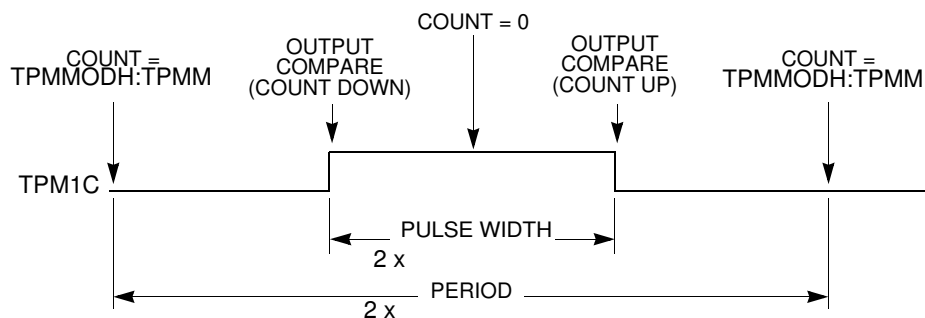 COUNT = 0
COUNT =
TPMMODH:TPMM
OUTPUT
COMPARE
(COUNT DOWN)
OUTPUT
COMPARE
(COUNT UP)
COUNT =
TPMMODH:TPMM
TPM1C
PULSE WIDTH
2 x
PERIOD
2 x